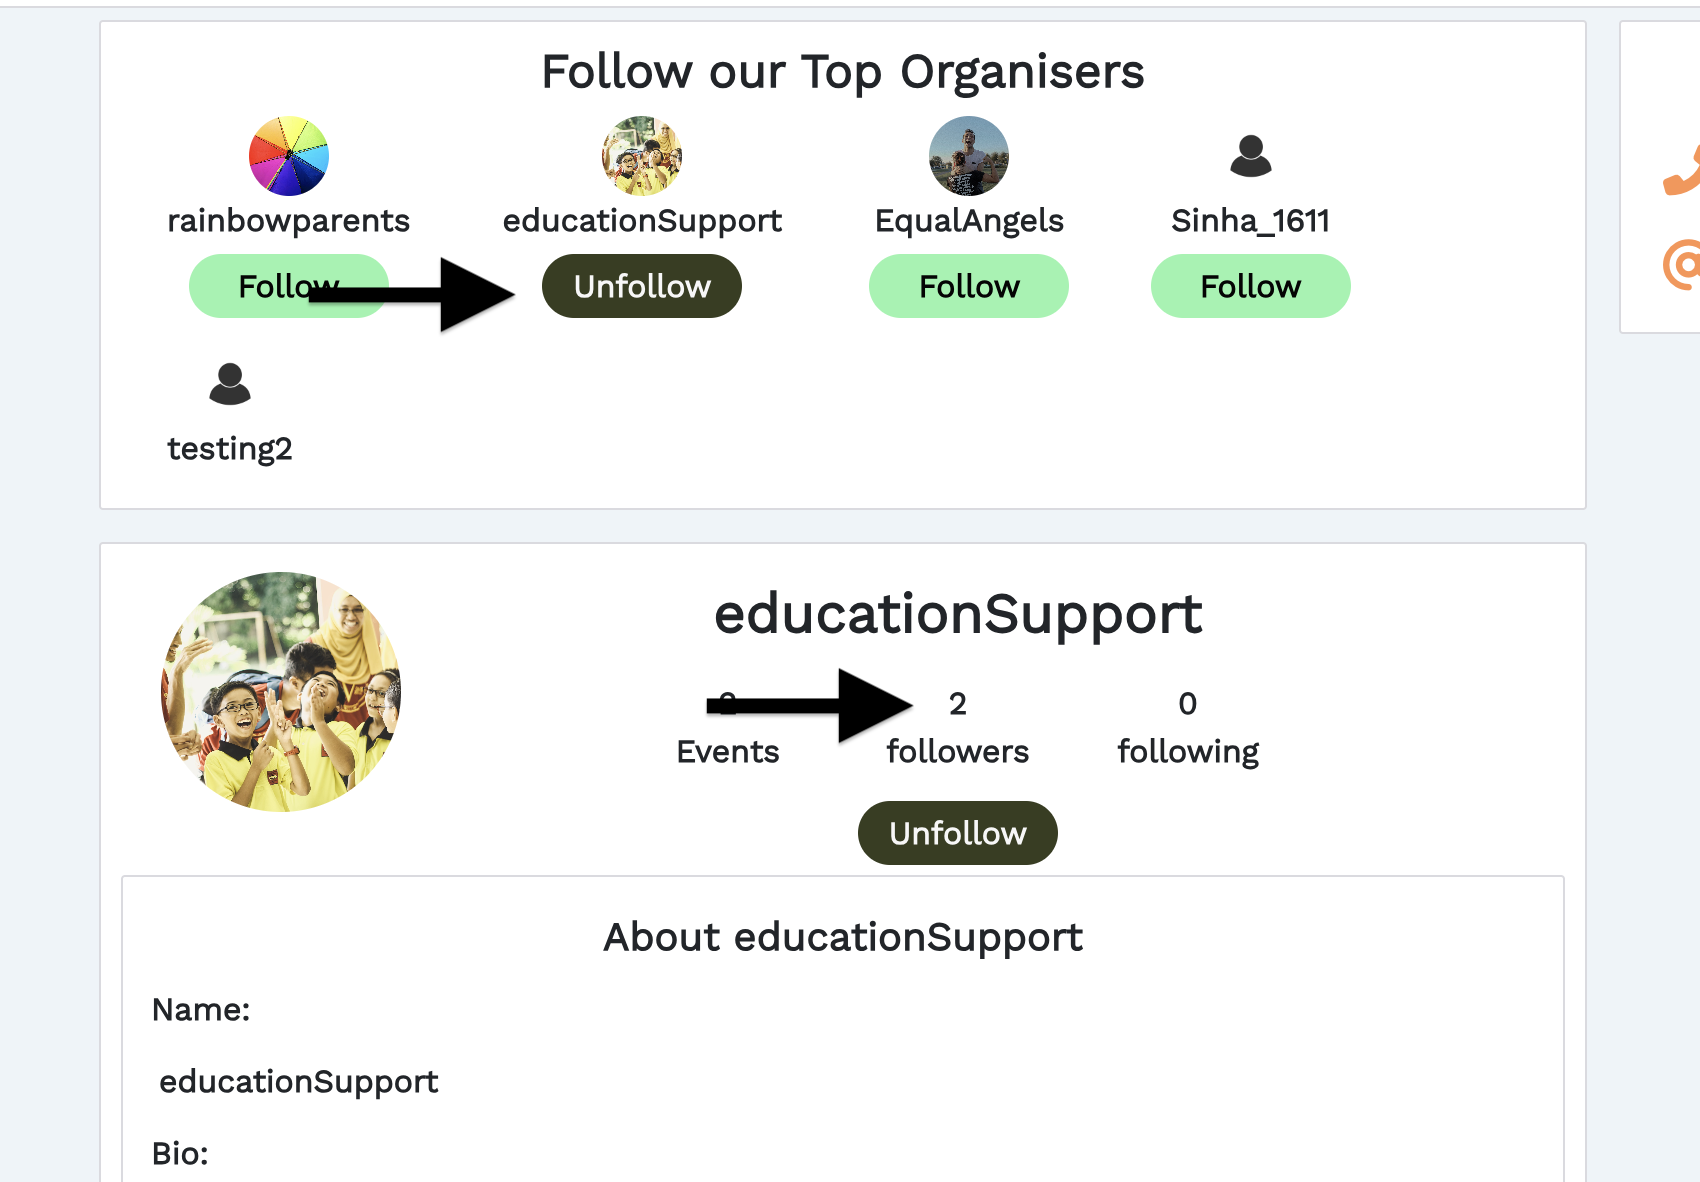 Follow our Top Organisers
rainbowparents educationSupport EqualAngels Sinha_1611
Follow Unfollow Follow Follow
testing2
educationSupport
2 0
Events followers following
Unfollow
About educationSupport
Name:
educationSupport
Bio: